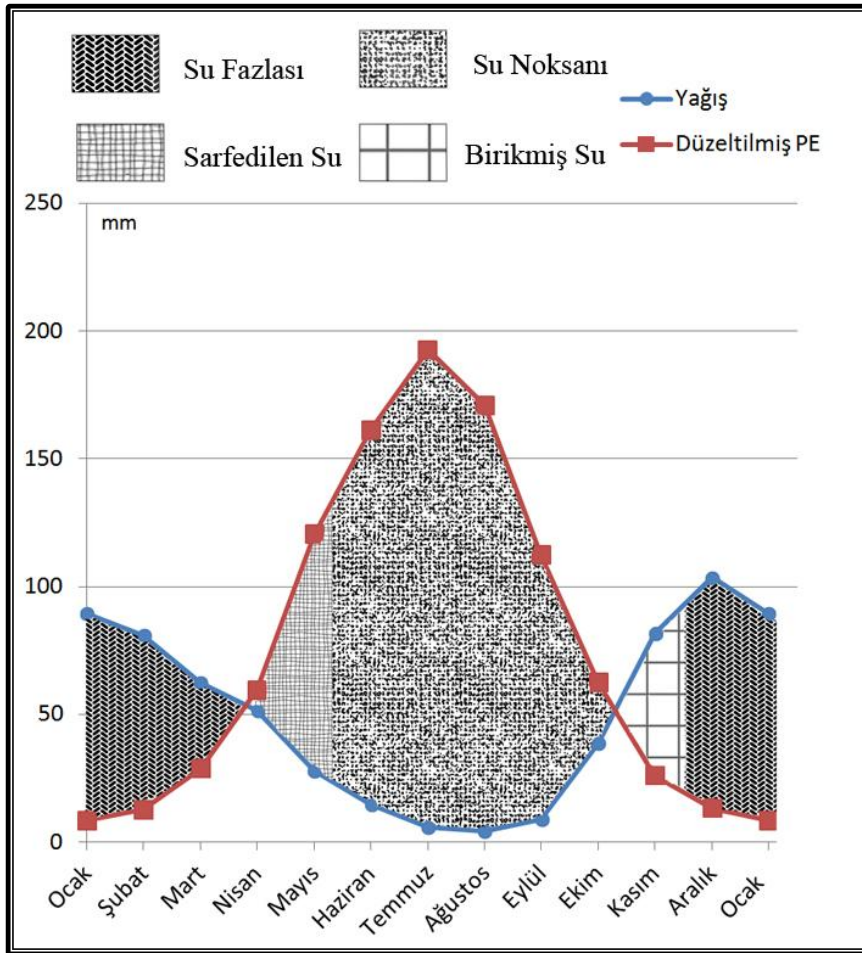 Su Fazlası
Su Noksanı
Sarfedilen Su
Birikmiş Su
Yağış
Düzeltilmiş PE
250
mm
200
150
100
50
0
Ocak
Şubat
Mart
Nisan
Mayıs
Haziran
Temmuz
Ağustos
Eylül
Ekim
Kasım
Aralık
Ocak